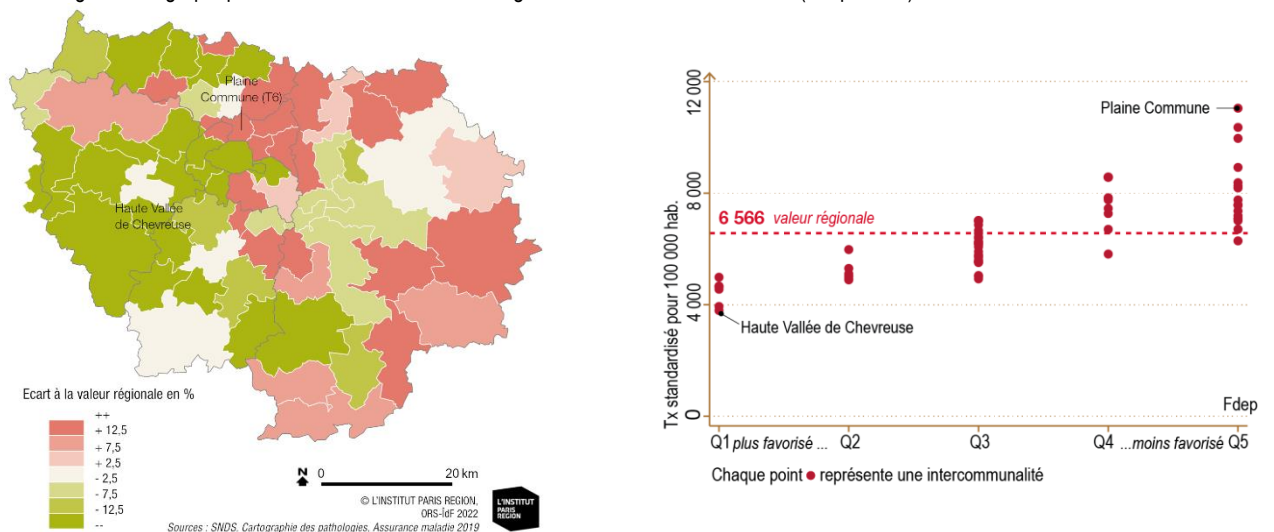 Plaine
Commune (T6)
Haute Vallée
de Chevreuse
Ecart à la valeur régionale en %
++
+ 12,5
+ 7,5
+ 2,5
- 2,5
- 7,5
- 12,5
--
N 0 20 km
© L'INSTITUT PARIS REGION,
ORS-ÎdF 2022
Sources : SNDS, Cartographie des pathologies, Assurance maladie 2019
L'INSTITUT
PARIS
REGION
Tx standardisé pour 100 000 hab.
12 000
8 000
4 000
0
Plaine Commune
6 566 valeur régionale
Haute Vallée de Chevreuse
Fdep
Q1 plus favorisé ... Q2 Q3 Q4 ...moins favorisé Q5
Chaque point ● représente une intercommunalité